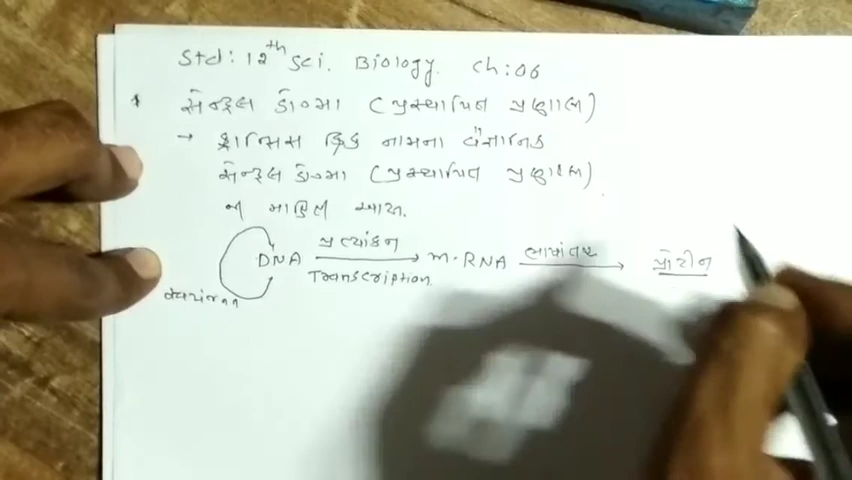 Std: 12th Sci. Biology. Ch: 06
* સેન્ટ્રલ ડોગ્મા (પ્રસ્થાપિત પ્રણાલ)
→ ફ્રાન્સિસ ક્રિક નામના વૈજ્ઞાનિક
સેન્ટ્રલ ડોગ્મા (પ્રસ્થાપિત પ્રણાલ)
ની માહિતી આપી.
DNA પ્રત્યાંકન Transcription → m.RNA ભાષાંતર → પ્રોટીન
સ્વયંજનન